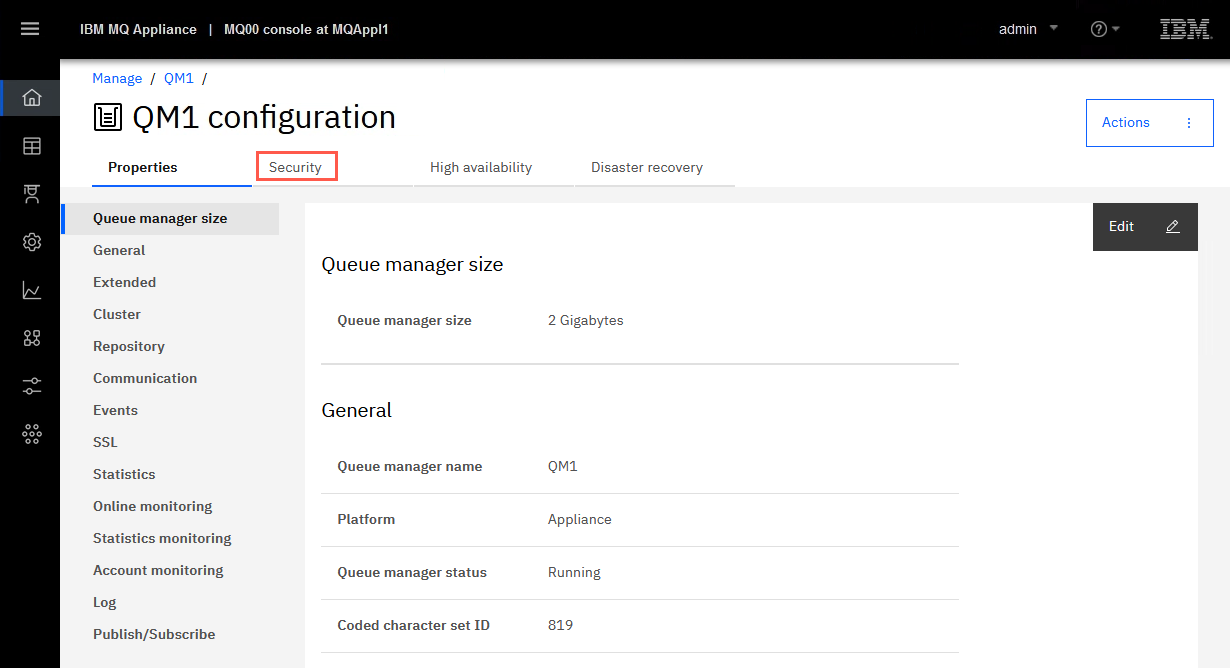 IBM MQ Appliance | MQ00 console at MQAppl1
admin
IBM
Manage / QM1 /
QM1 configuration
Actions
Properties
Security
High availability
Disaster recovery
Queue manager size
General
Extended
Cluster
Repository
Communication
Events
SSL
Statistics
Online monitoring
Statistics monitoring
Account monitoring
Log
Publish/Subscribe
Edit
Queue manager size
Queue manager size 2 Gigabytes
General
Queue manager name QM1
Platform Appliance
Queue manager status Running
Coded character set ID 819